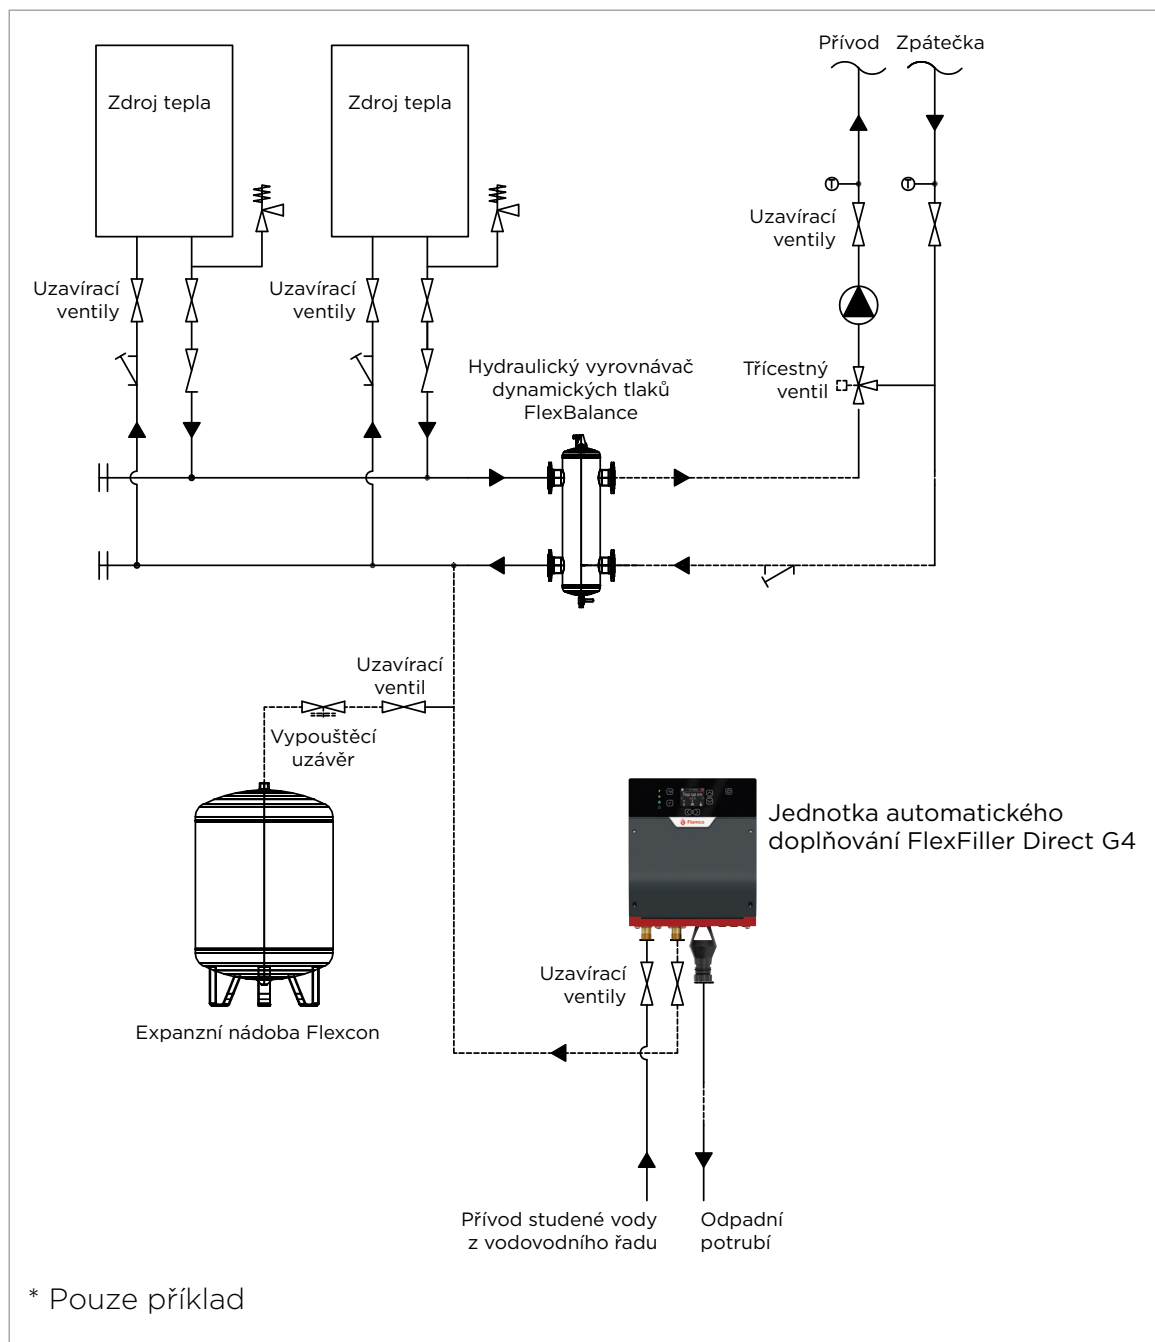 Přívod Zpátečka
Zdroj tepla
Zdroj tepla
T
T
Uzavírací
ventily
Uzavírací
ventily
Uzavírací
ventily
Hydraulický vyrovnávač
dynamických tlaků
FlexBalance
Třícestný
ventil
Uzavírací
ventil
Vypouštěcí
uzávěr
Flamco
Jednotka automatického
doplňování FlexFiller Direct G4
Uzavírací
ventily
Expanzní nádoba Flexcon
Přívod studené vody
z vodovodního řadu
Odpadní
potrubí
* Pouze příklad